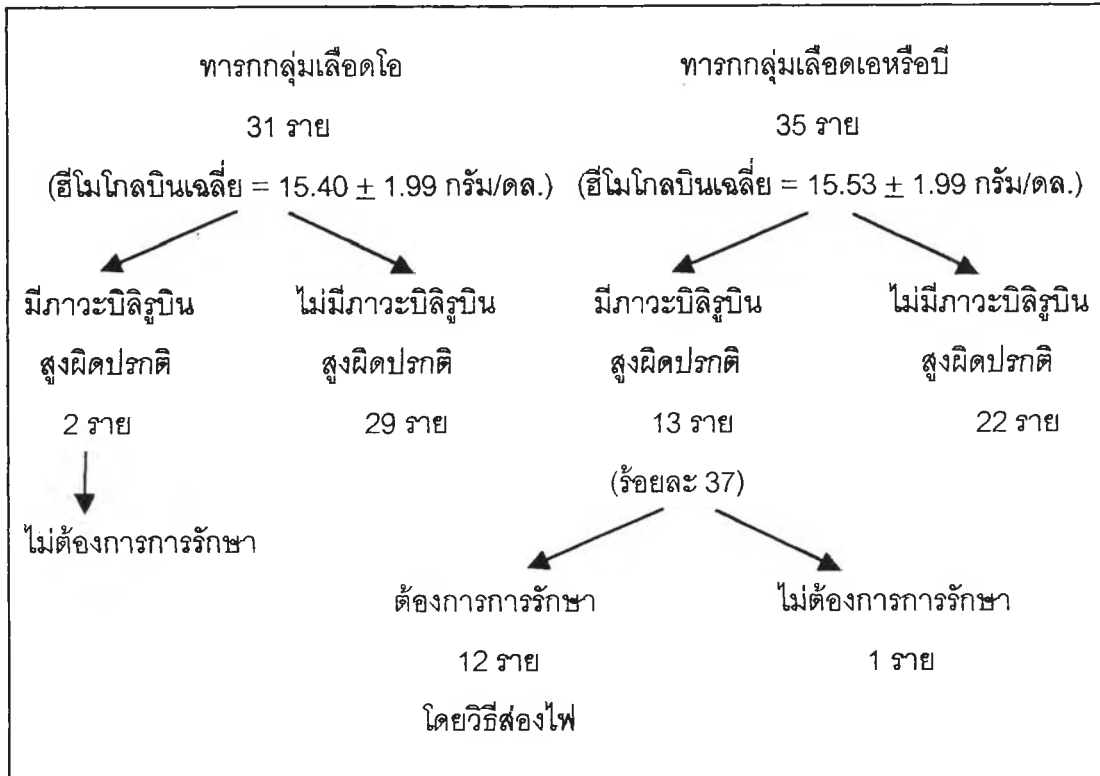 ทารกกลุ่มเลือดโอ ทารกกลุ่มเลือดเอหรือบี
31 ราย 35 ราย
(ฮีโมโกลบินเฉลี่ย = 15.40 ± 1.99 กรัม/ดล.) (ฮีโมโกลบินเฉลี่ย = 15.53 ± 1.99 กรัม/ดล.)
มีภาวะบิลิรูบิน ไม่มีภาวะบิลิรูบิน มีภาวะบิลิรูบิน ไม่มีภาวะบิลิรูบิน
สูงผิดปรกติ สูงผิดปรกติ สูงผิดปรกติ สูงผิดปรกติ
2 ราย 29 ราย 13 ราย 22 ราย
(ร้อยละ 37)
ไม่ต้องการการรักษา
ต้องการการรักษา ไม่ต้องการการรักษา
12 ราย 1 ราย
โดยวิธีส่องไฟ